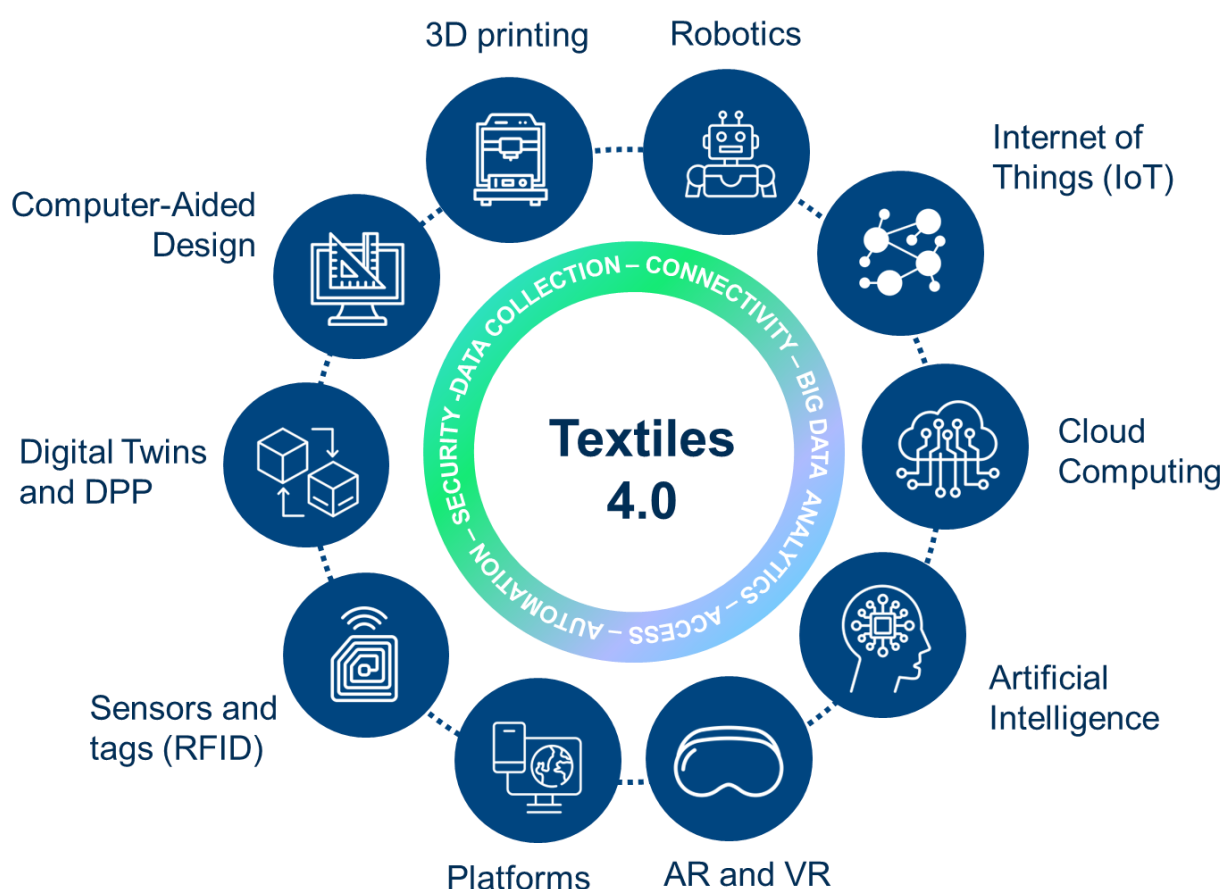 3D printing
Robotics
Internet of
Things (IoT)
Computer-Aided
Design
SECURITY -DATA COLLECTION – CONNECTIVITY – BIG DATA ANALYTICS – ACCESS – AUTOMATION –
Textiles
4.0
Digital Twins
and DPP
Cloud
Computing
Sensors and
tags (RFID)
Artificial
Intelligence
Platforms
AR and VR